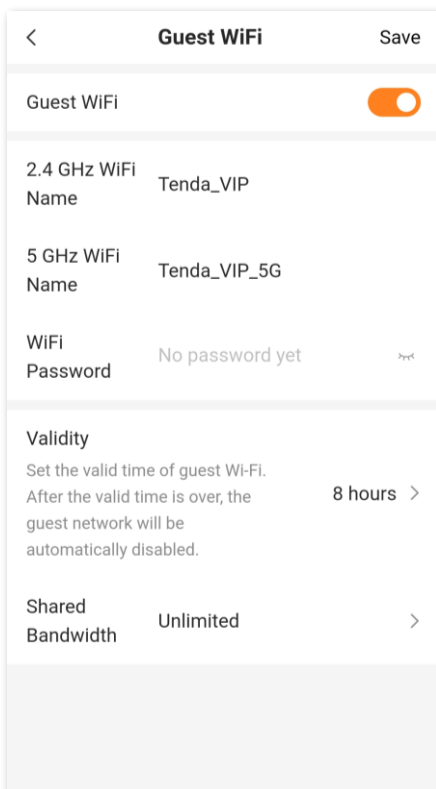 Guest WiFi
Save
Guest WiFi
2.4 GHz WiFi
Name
Tenda_VIP
5 GHz WiFi
Name
Tenda_VIP_5G
WiFi
Password
No password yet
Validity
Set the valid time of guest Wi-Fi.
After the valid time is over, the
guest network will be
automatically disabled.
8 hours
Shared
Bandwidth
Unlimited